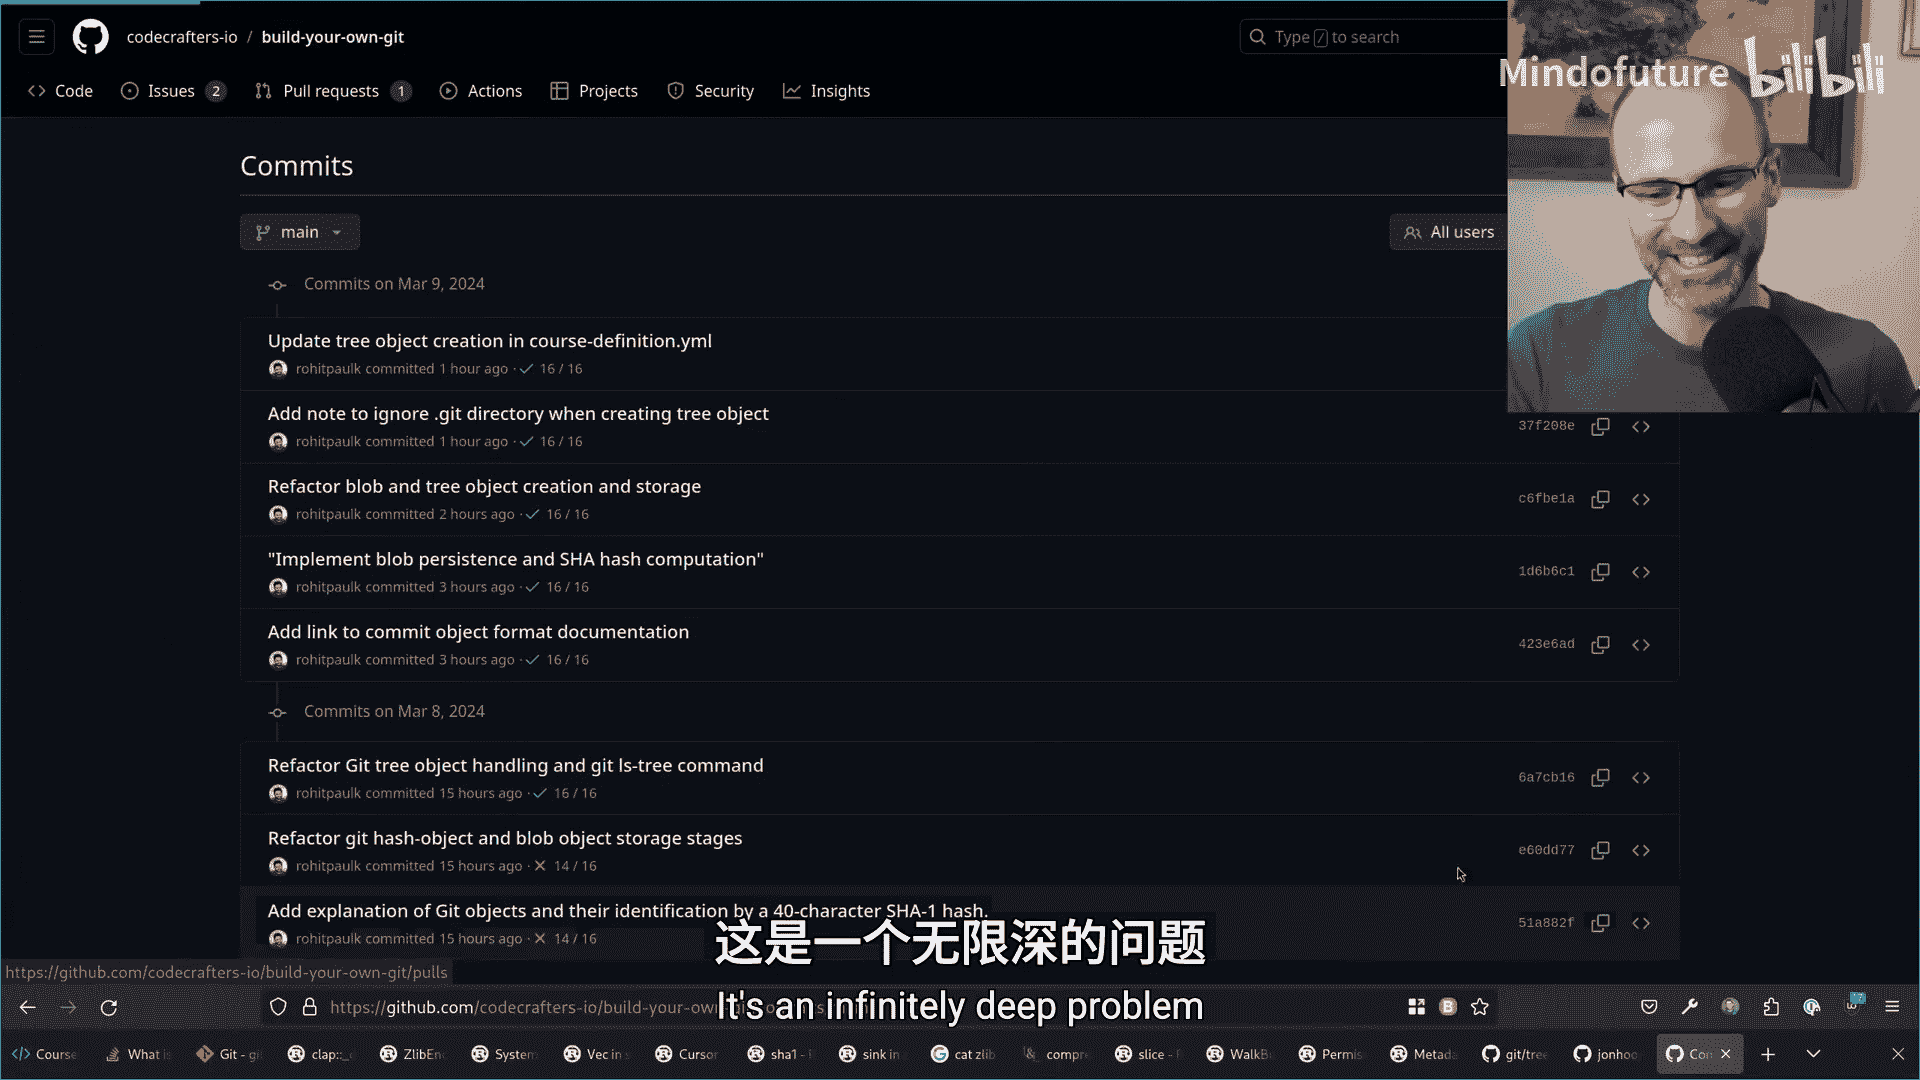 codecrafters-io / build-your-own-git
Type / to search
Mindofuture bilibili
Code
Issues 2
Pull requests 1
Actions
Projects
Security
Insights
Commits
main
All users
Commits on Mar 9, 2024
Update tree object creation in course-definition.yml
rohitpaulk committed 1 hour ago · 16 / 16
Add note to ignore .git directory when creating tree object
rohitpaulk committed 1 hour ago · 16 / 16
37f208e
Refactor blob and tree object creation and storage
rohitpaulk committed 2 hours ago · 16 / 16
c6fbe1a
"Implement blob persistence and SHA hash computation"
rohitpaulk committed 3 hours ago · 16 / 16
1d6b6c1
Add link to commit object format documentation
rohitpaulk committed 3 hours ago · 16 / 16
423e6ad
Commits on Mar 8, 2024
Refactor Git tree object handling and git ls-tree command
rohitpaulk committed 15 hours ago · 16 / 16
6a7cb16
Refactor git hash-object and blob object storage stages
rohitpaulk committed 15 hours ago · 14 / 16
e60dd77
Add explanation of Git objects and their identification by a 40-character SHA-1 hash.
rohitpaulk committed 15 hours ago · 14 / 16
51a882f
这是一个无限深的问题
https://github.com/codecrafters-io/build-your-own-git/pulls
https://github.com/codecrafters-io/build-your-own
It's an infinitely deep problem
Course
What is
Git - gi
clap::_
ZlibEn
System
Vec in s
Cursor
sha1 -
sink in
cat zlib
compre
slice -
WalkB
Permis
Metada
git/tre
jonhoo
Co